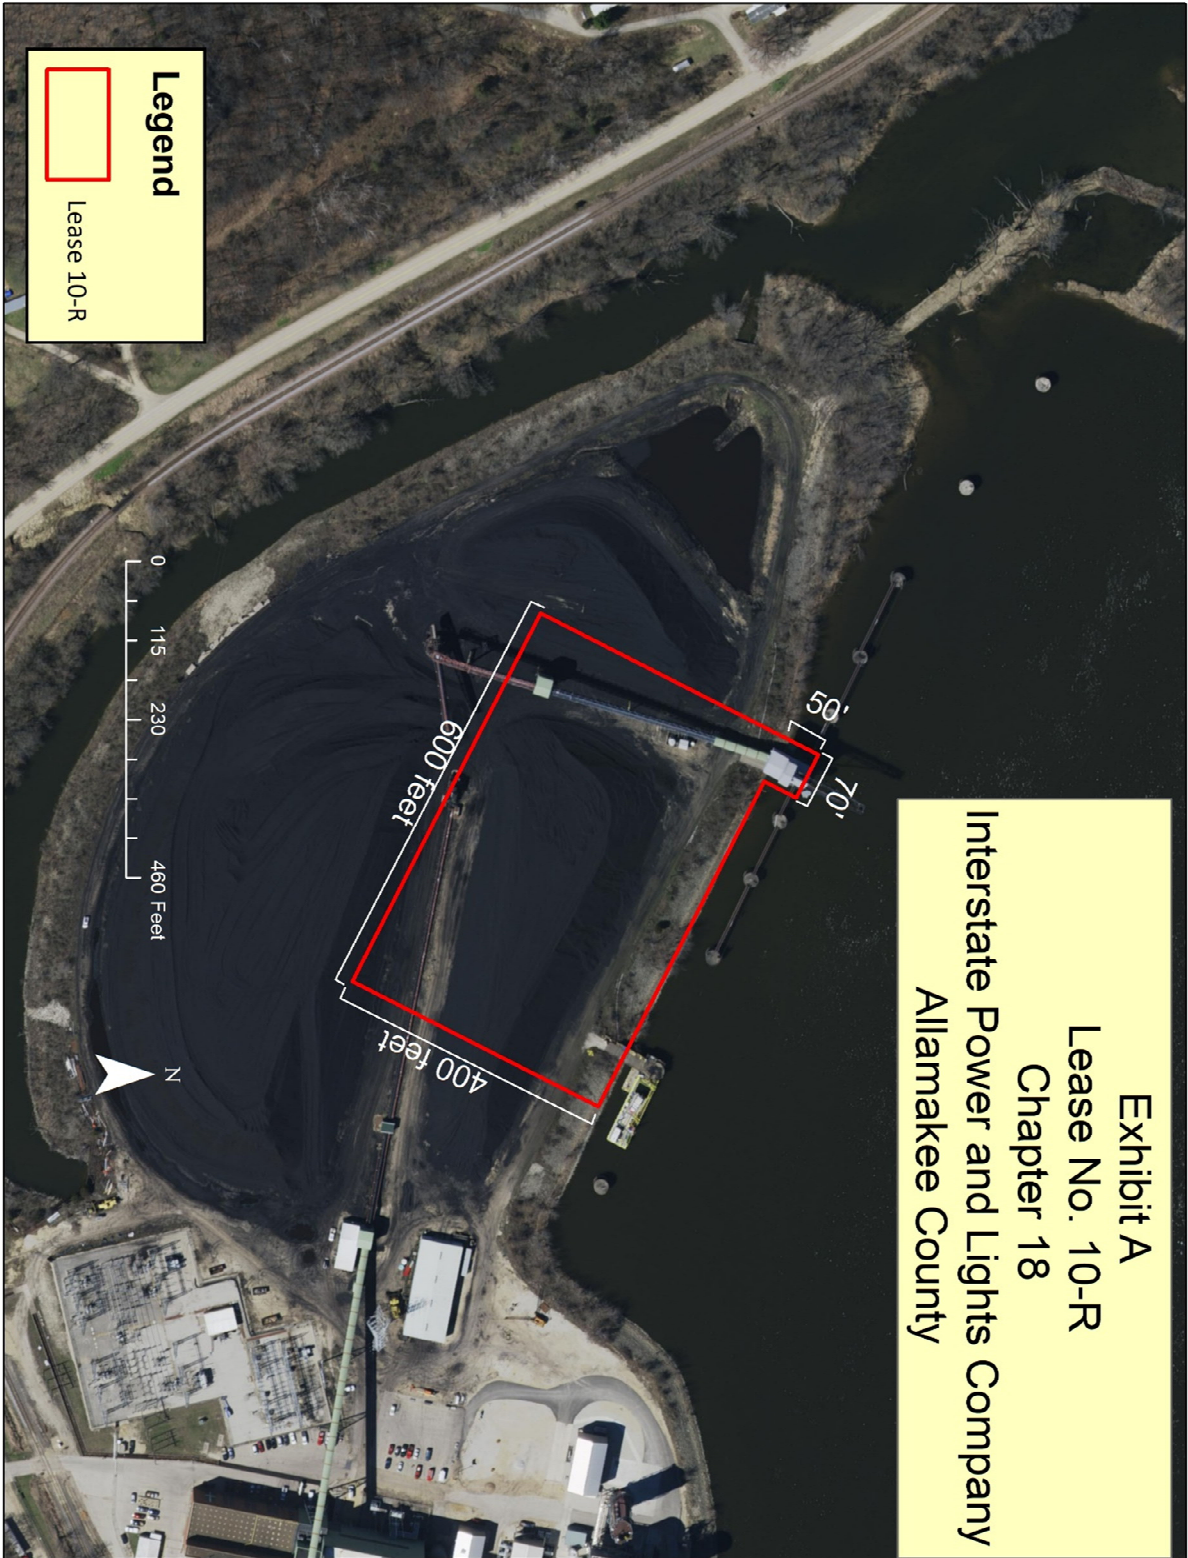 Exhibit A
Lease No. 10-R
Chapter 18
Interstate Power and Lights Company
Allamakee County
50'
70'
600 feet
400 feet
0 115 230 460 Feet
N
Legend
Lease 10-R